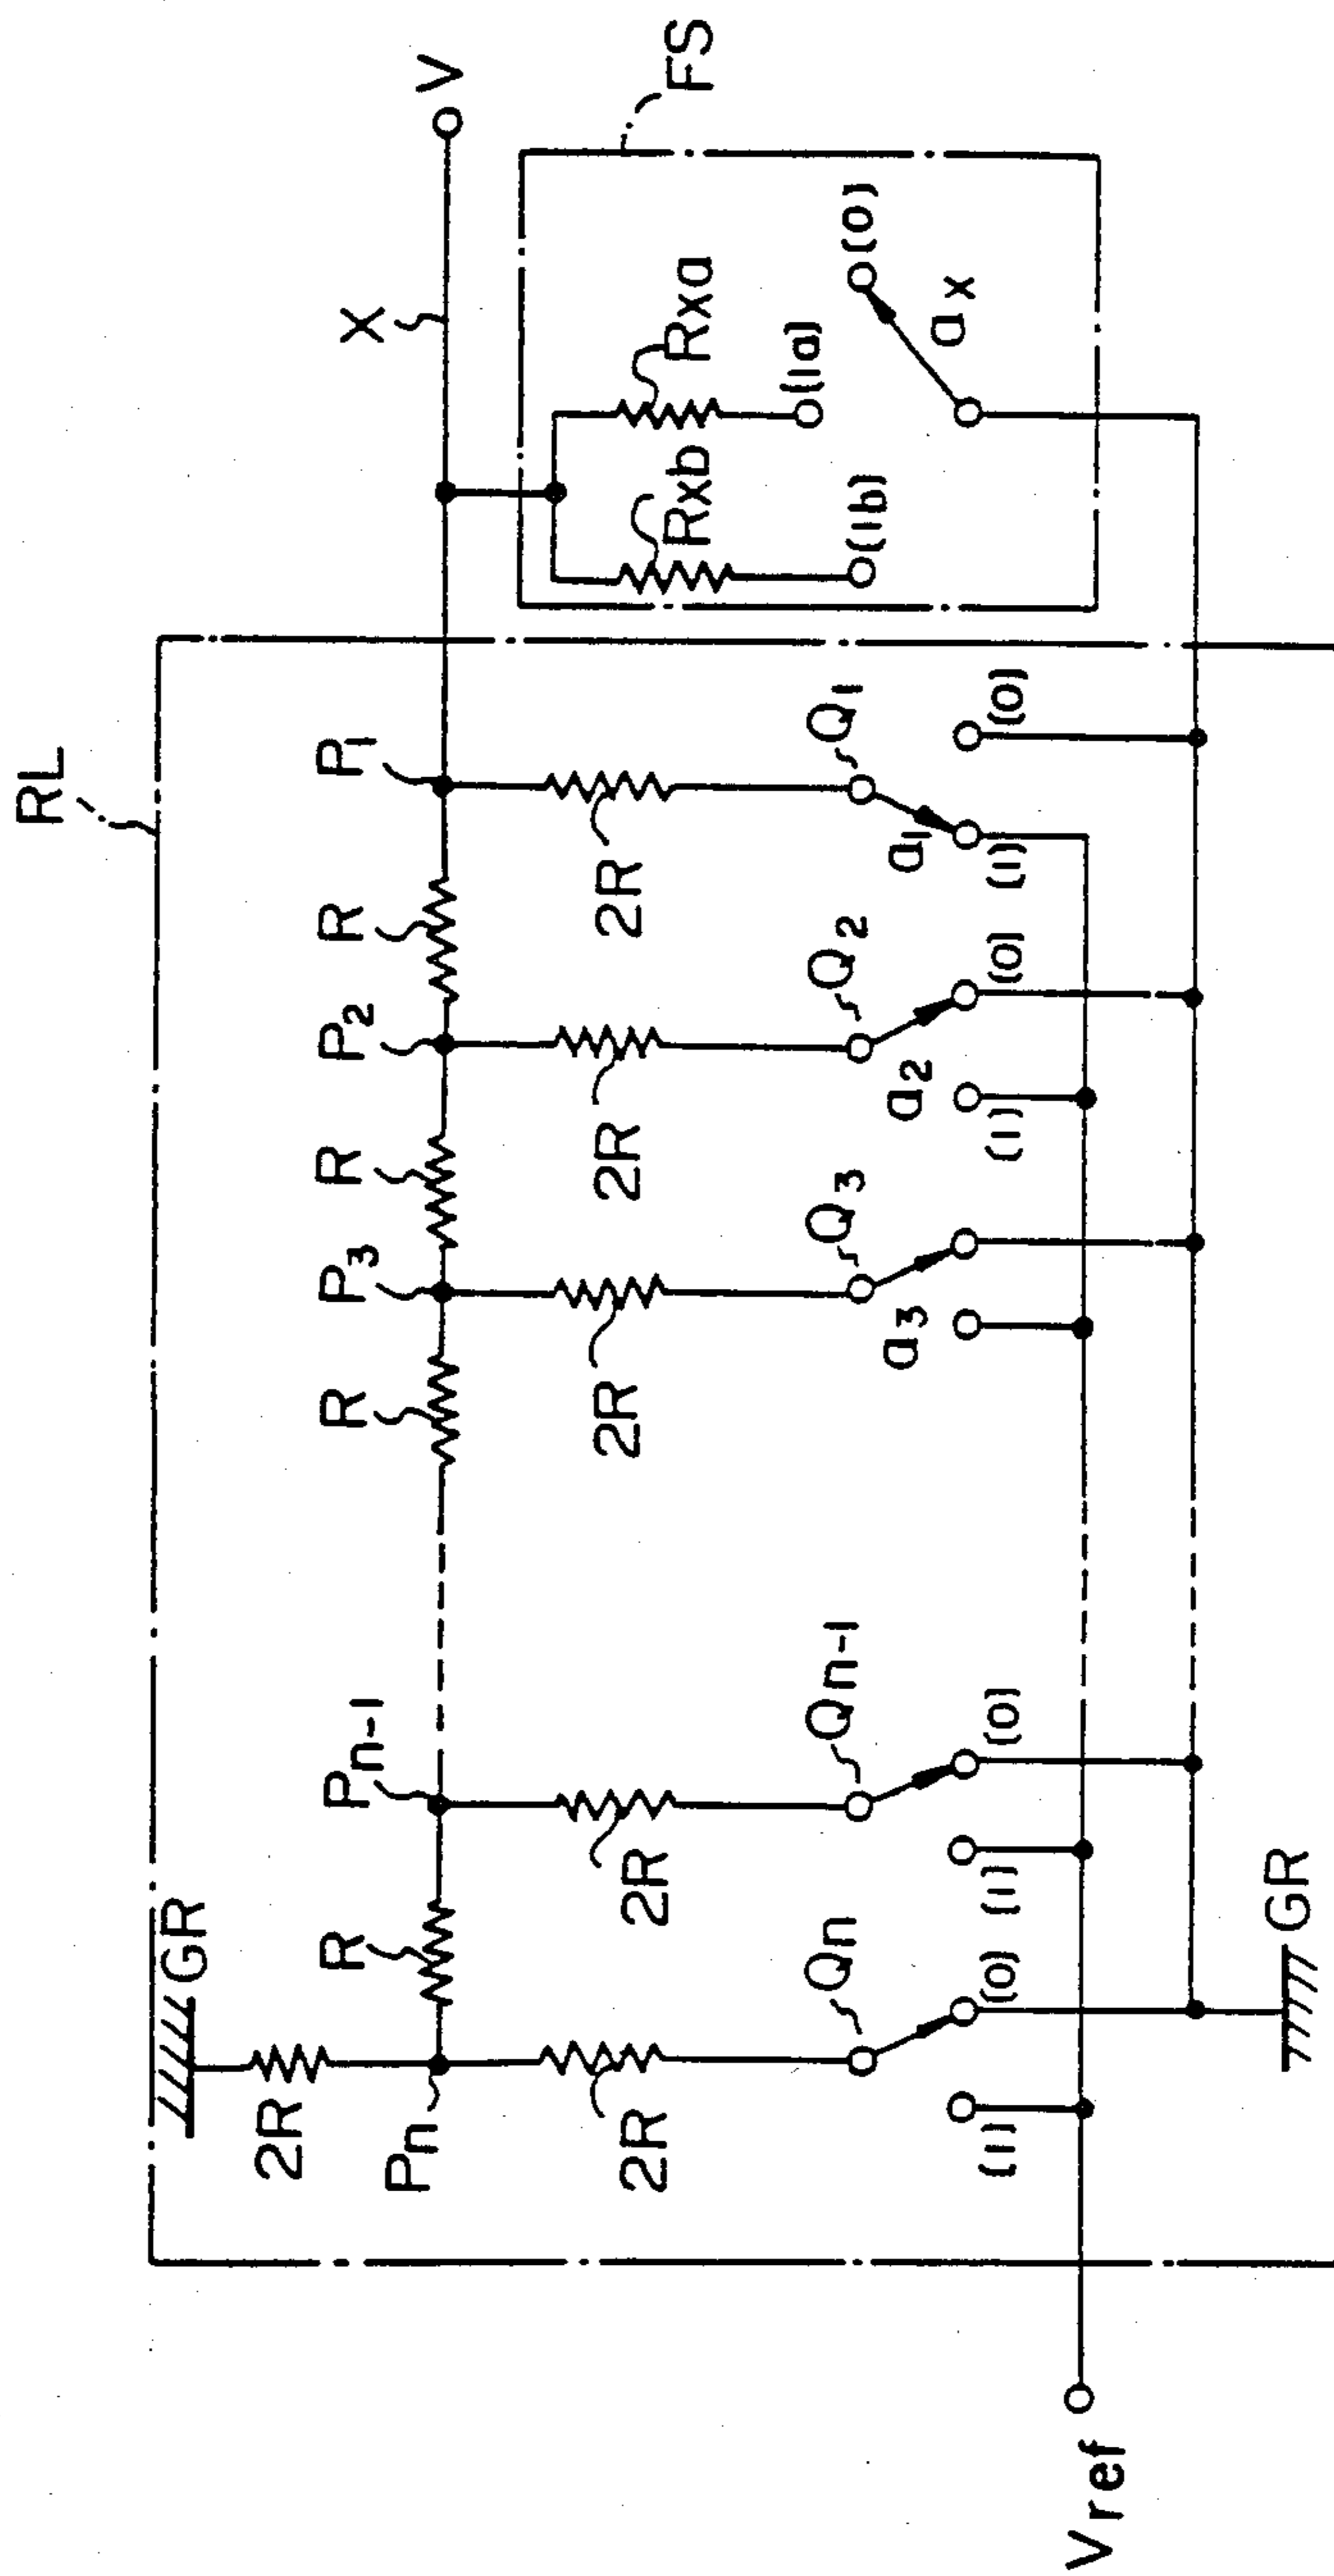 RL
X
V
FS
GR
2R
Pn
R
Pn-1
R
P3
R
P2
R
P1
2R
2R
2R
2R
2R
Rxb
Rxa
(1b)
(1a)
(0)
ax
Qn
Qn-1
Q3
Q2
Q1
a3
a2
a1
(1)
(0)
(1)
(0)
(1)
(0)
(1)
(0)
Vref
GR